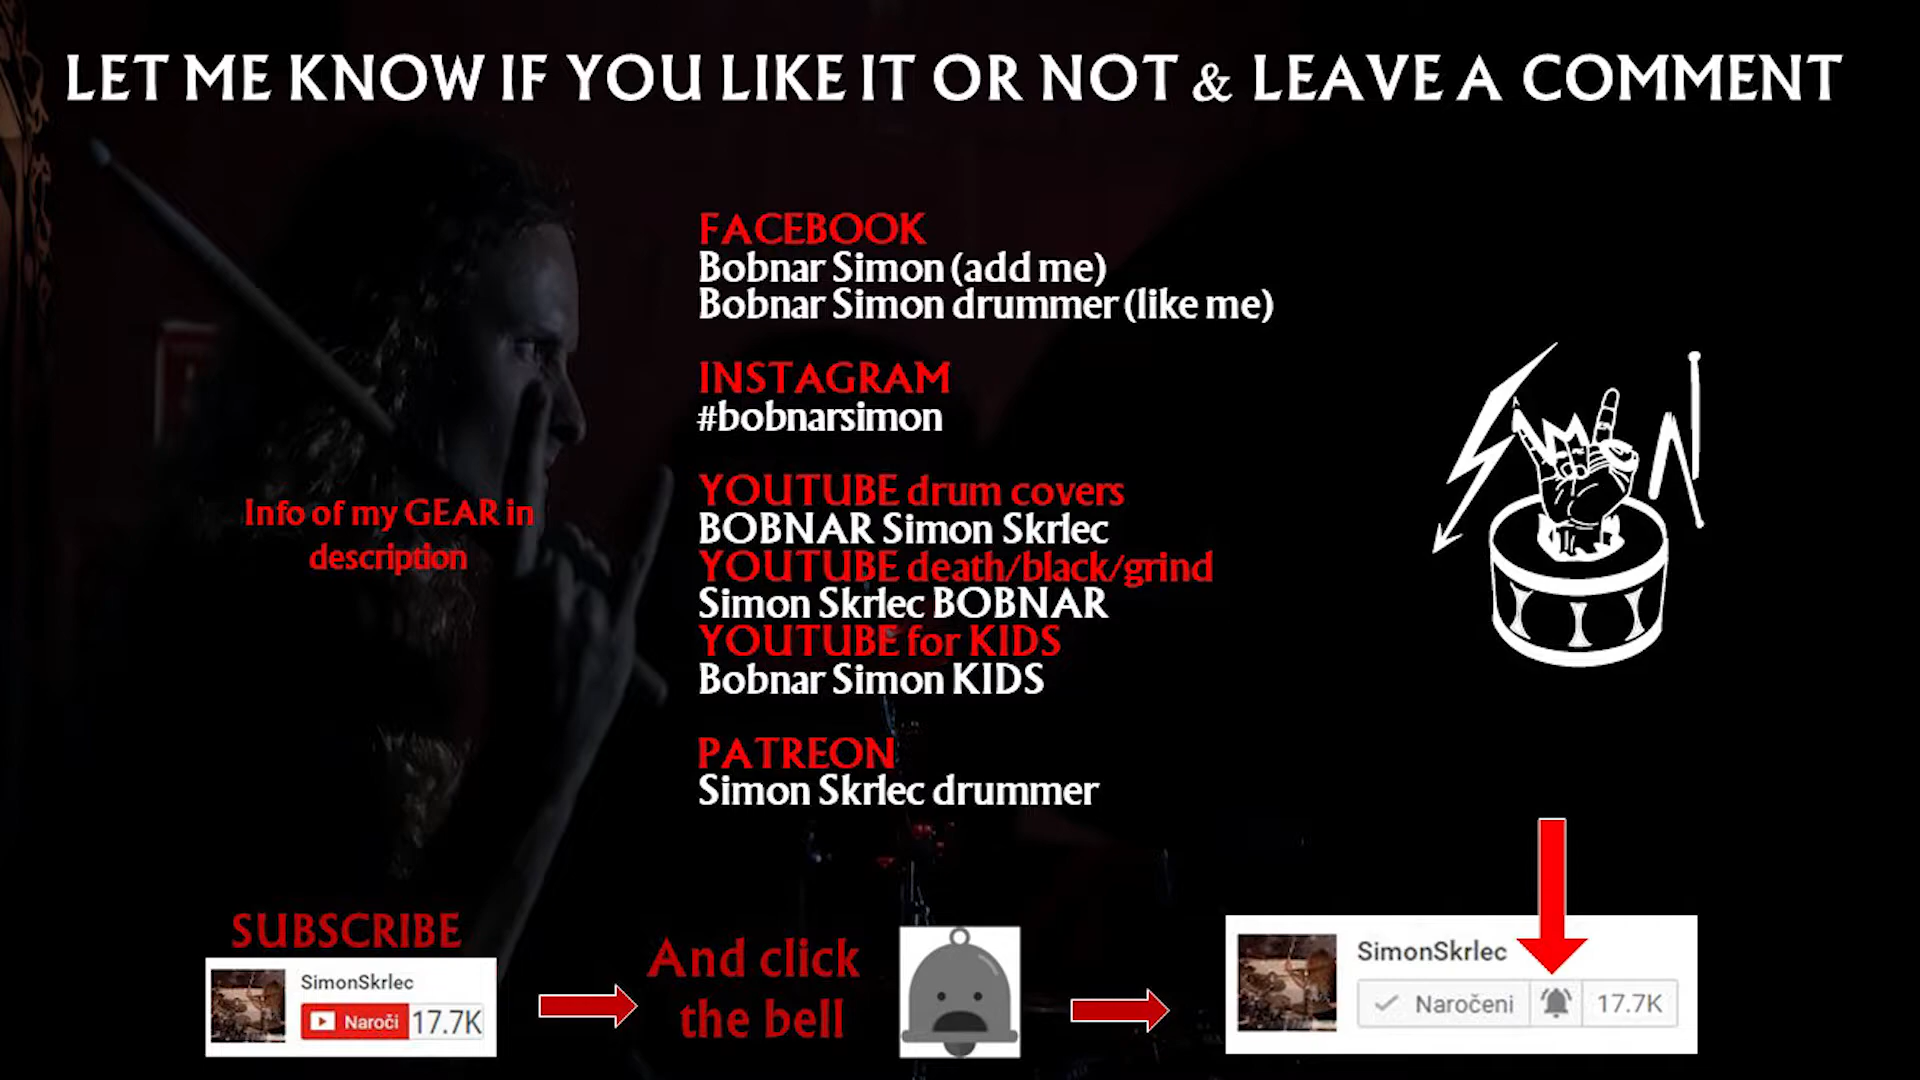 LET ME KNOW IF YOU LIKE IT OR NOT & LEAVE A COMMENT
FACEBOOK
Bobnar Simon (add me)
Bobnar Simon drummer (like me)
INSTAGRAM
#bobnarsimon
YOUTUBE drum covers
BOBNAR Simon Skrlec
YOUTUBE death/black/grind
Simon Skrlec BOBNAR
YOUTUBE for KIDS
Bobnar Simon KIDS
PATREON
Simon Skrlec drummer
Info of my GEAR in
description
SIMON
SUBSCRIBE
SimonSkrlec
Naroči 17.7K
And click
the bell
SimonSkrlec
Naročeni 17.7K